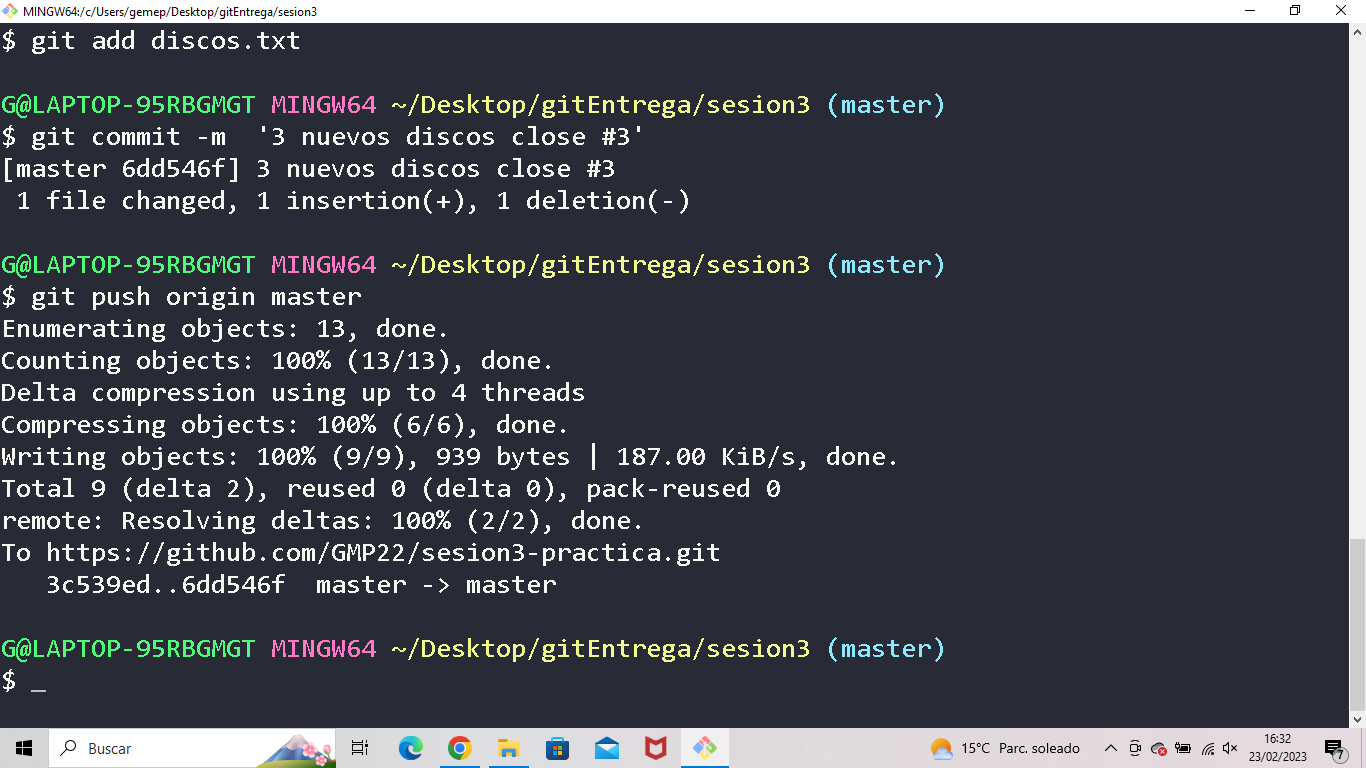 MINGW64:/c/Users/gemep/Desktop/gitEntrega/sesion3
$ git add discos.txt
G@LAPTOP-95RBGMGT MINGW64 ~/Desktop/gitEntrega/sesion3 (master)
$ git commit -m  '3 nuevos discos close #3'
[master 6dd546f] 3 nuevos discos close #3
 1 file changed, 1 insertion(+), 1 deletion(-)
G@LAPTOP-95RBGMGT MINGW64 ~/Desktop/gitEntrega/sesion3 (master)
$ git push origin master
Enumerating objects: 13, done.
Counting objects: 100% (13/13), done.
Delta compression using up to 4 threads
Compressing objects: 100% (6/6), done.
Writing objects: 100% (9/9), 939 bytes | 187.00 KiB/s, done.
Total 9 (delta 2), reused 0 (delta 0), pack-reused 0
remote: Resolving deltas: 100% (2/2), done.
To https://github.com/GMP22/sesion3-practica.git
   3c539ed..6dd546f  master -> master
G@LAPTOP-95RBGMGT MINGW64 ~/Desktop/gitEntrega/sesion3 (master)
$ _
Buscar
15°C Parc. soleado
16:32
23/02/2023
7